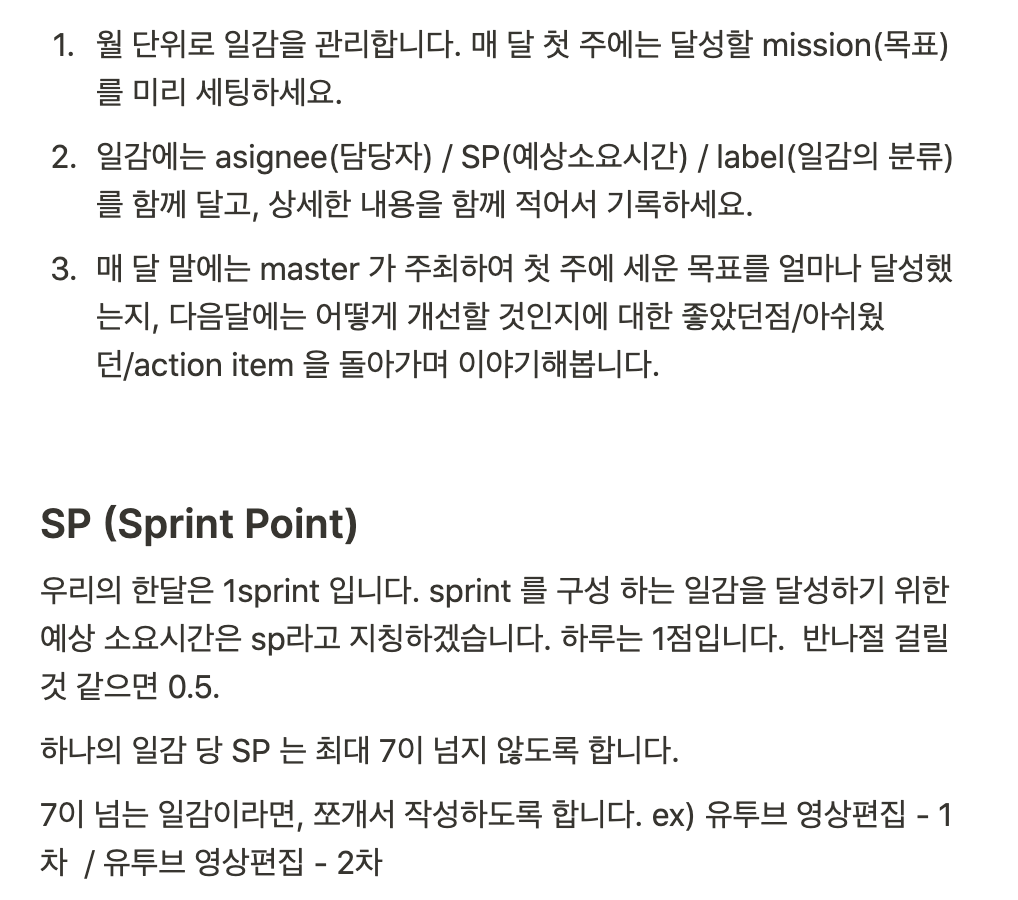 1. 월 단위로 일감을 관리합니다. 매 달 첫 주에는 달성할 mission(목표)
를 미리 세팅하세요.
2. 일감에는 asignee(담당자) / SP(예상소요시간) / label(일감의 분류)
를 함께 달고, 상세한 내용을 함께 적어서 기록하세요.
3. 매 달 말에는 master 가 주최하여 첫 주에 세운 목표를 얼마나 달성했
는지, 다음달에는 어떻게 개선할 것인지에 대한 좋았던점/아쉬웠
던/action item 을 돌아가며 이야기해봅니다.
SP (Sprint Point)
우리의 한달은 1sprint 입니다. sprint 를 구성 하는 일감을 달성하기 위한
예상 소요시간은 sp라고 지칭하겠습니다. 하루는 1점입니다.  반나절 걸릴
것 같으면 0.5.
하나의 일감 당 SP 는 최대 7이 넘지 않도록 합니다.
7이 넘는 일감이라면, 쪼개서 작성하도록 합니다. ex) 유투브 영상편집 - 1
차  / 유투브 영상편집 - 2차